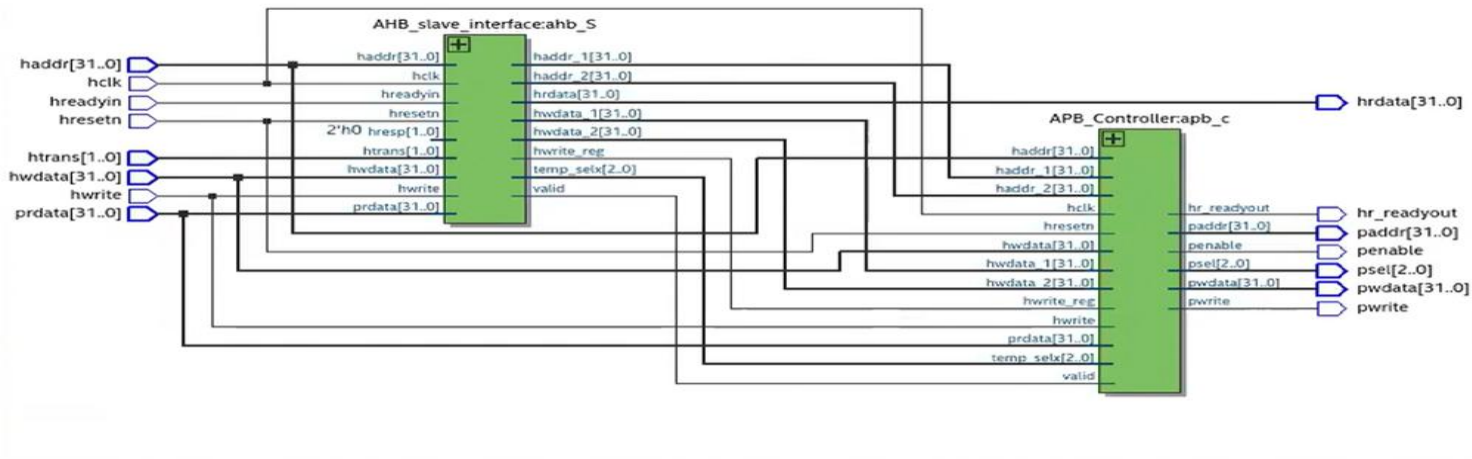 AHB_slave_interface:ahb_S
haddr[31..0]
hclk
hreadyin
hresetn
htrans[1..0]
hwdata[31..0]
hwrite
prdata[31..0]
haddr[31..0]
hclk
hreadyin
hresetn
2'h0 hresp[1..0]
htrans[1..0]
hwdata[31..0]
hwrite
prdata[31..0]
haddr_1[31..0]
haddr_2[31..0]
hrdata[31..0]
hwdata_1[31..0]
hwdata_2[31..0]
hwrite_reg
temp_selx[2..0]
valid
APB_Controller:apb_c
haddr[31..0]
haddr_1[31..0]
haddr_2[31..0]
hclk
hresetn
hwdata[31..0]
hwdata_1[31..0]
hwdata_2[31..0]
hwrite_reg
hwrite
prdata[31..0]
temp_selx[2..0]
valid
hr_readyout
paddr[31..0]
penable
psel[2..0]
pwdata[31..0]
pwrite
hrdata[31..0]
hr_readyout
paddr[31..0]
penable
psel[2..0]
pwdata[31..0]
pwrite